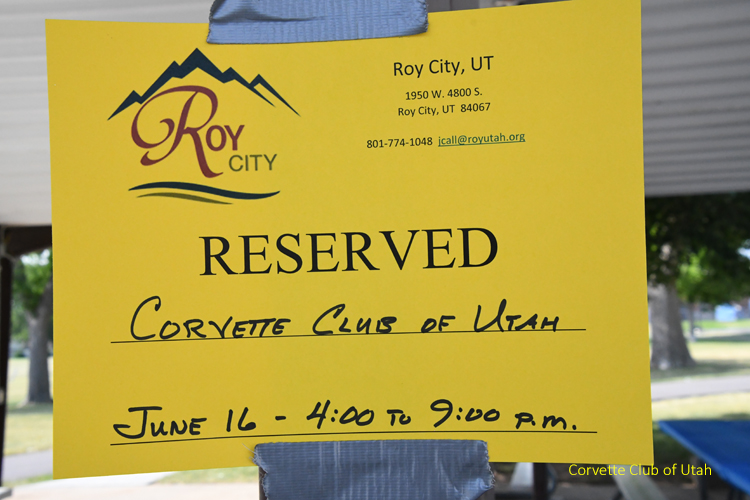 ROY
CITY
Roy City, UT
1950 W. 4800 S.
Roy City, UT 84067
801-774-1048 jcall@royutah.org
RESERVED
CORVETTE CLUB OF UTAH
JUNE 16 - 4:00 TO 9:00 P.M.
Corvette Club of Utah